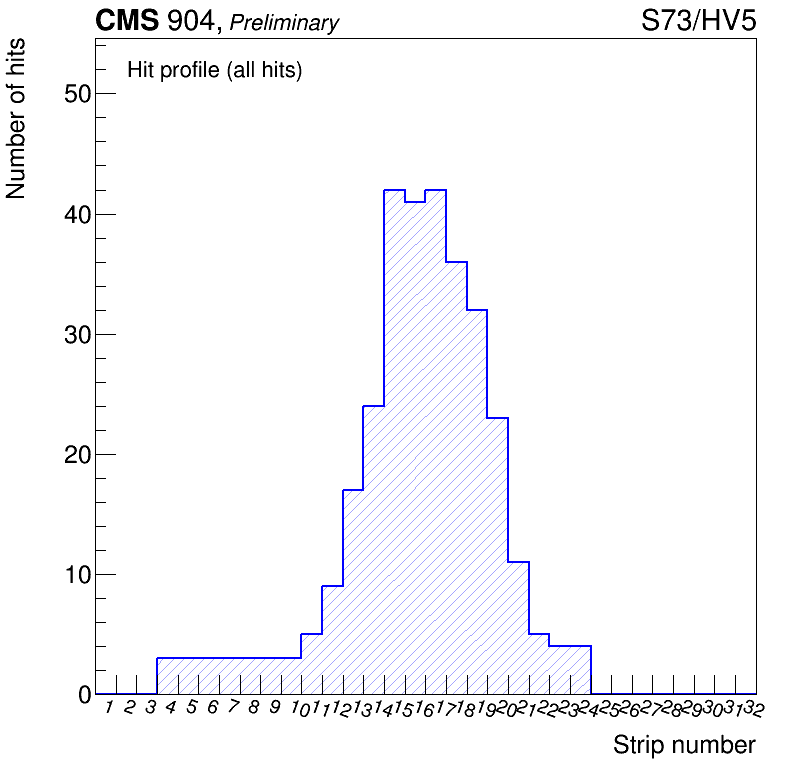 CMS 904, Preliminary S73/HV5
Hit profile (all hits)
Number of hits
50
40
30
20
10
0
1 2 3 4 5 6 7 8 9 10 11 12 13 14 15 16 17 18 19 20 21 22 23 24 25 26 27 28 29 30 31 32
Strip number